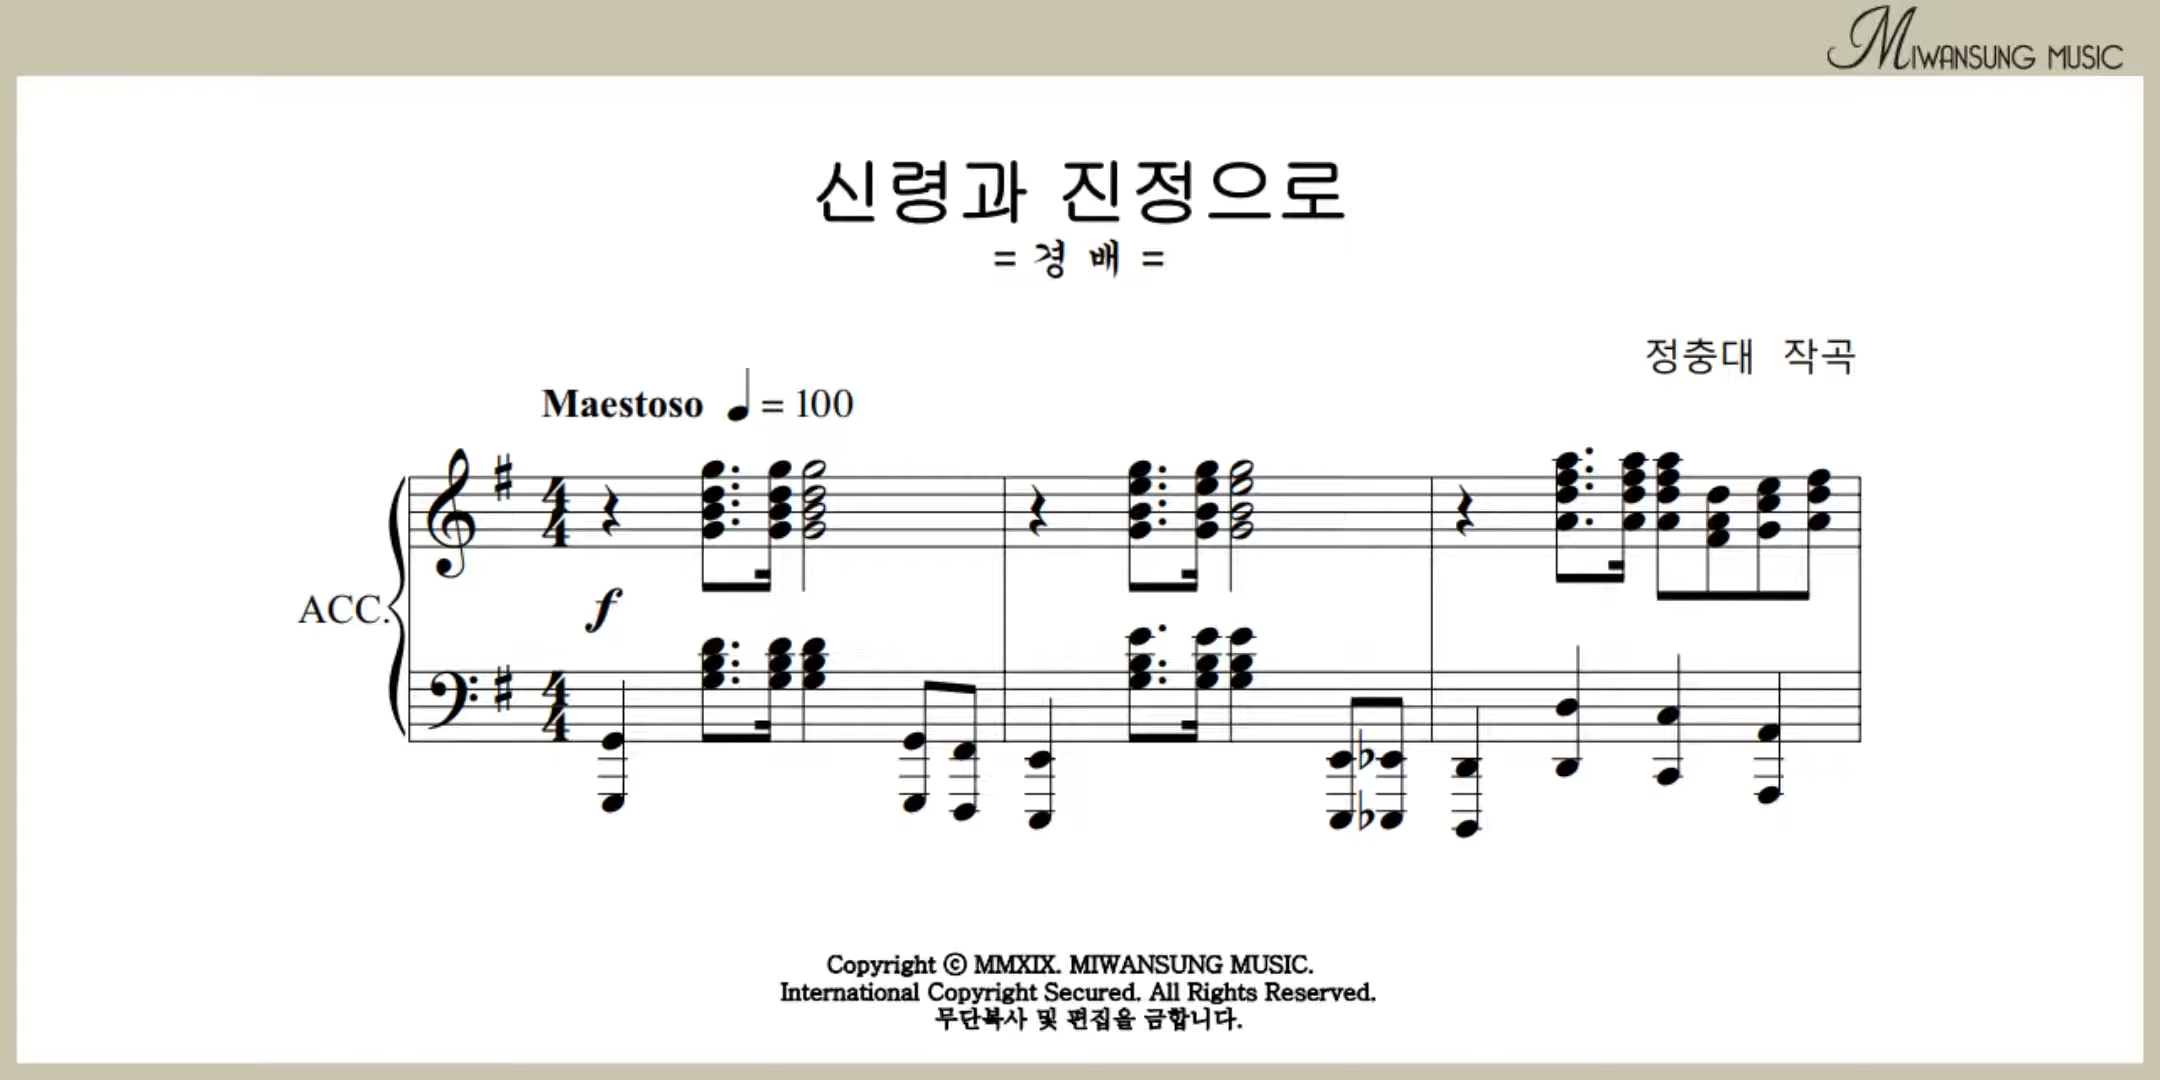 MIWANSUNG MUSIC
신령과 진정으로
= 경 배 =
정충대 작곡
Maestoso ♩ = 100
f
ACC.
Copyright ⓒ MMXIX. MIWANSUNG MUSIC.
International Copyright Secured. All Rights Reserved.
무단복사 및 편집을 금합니다.